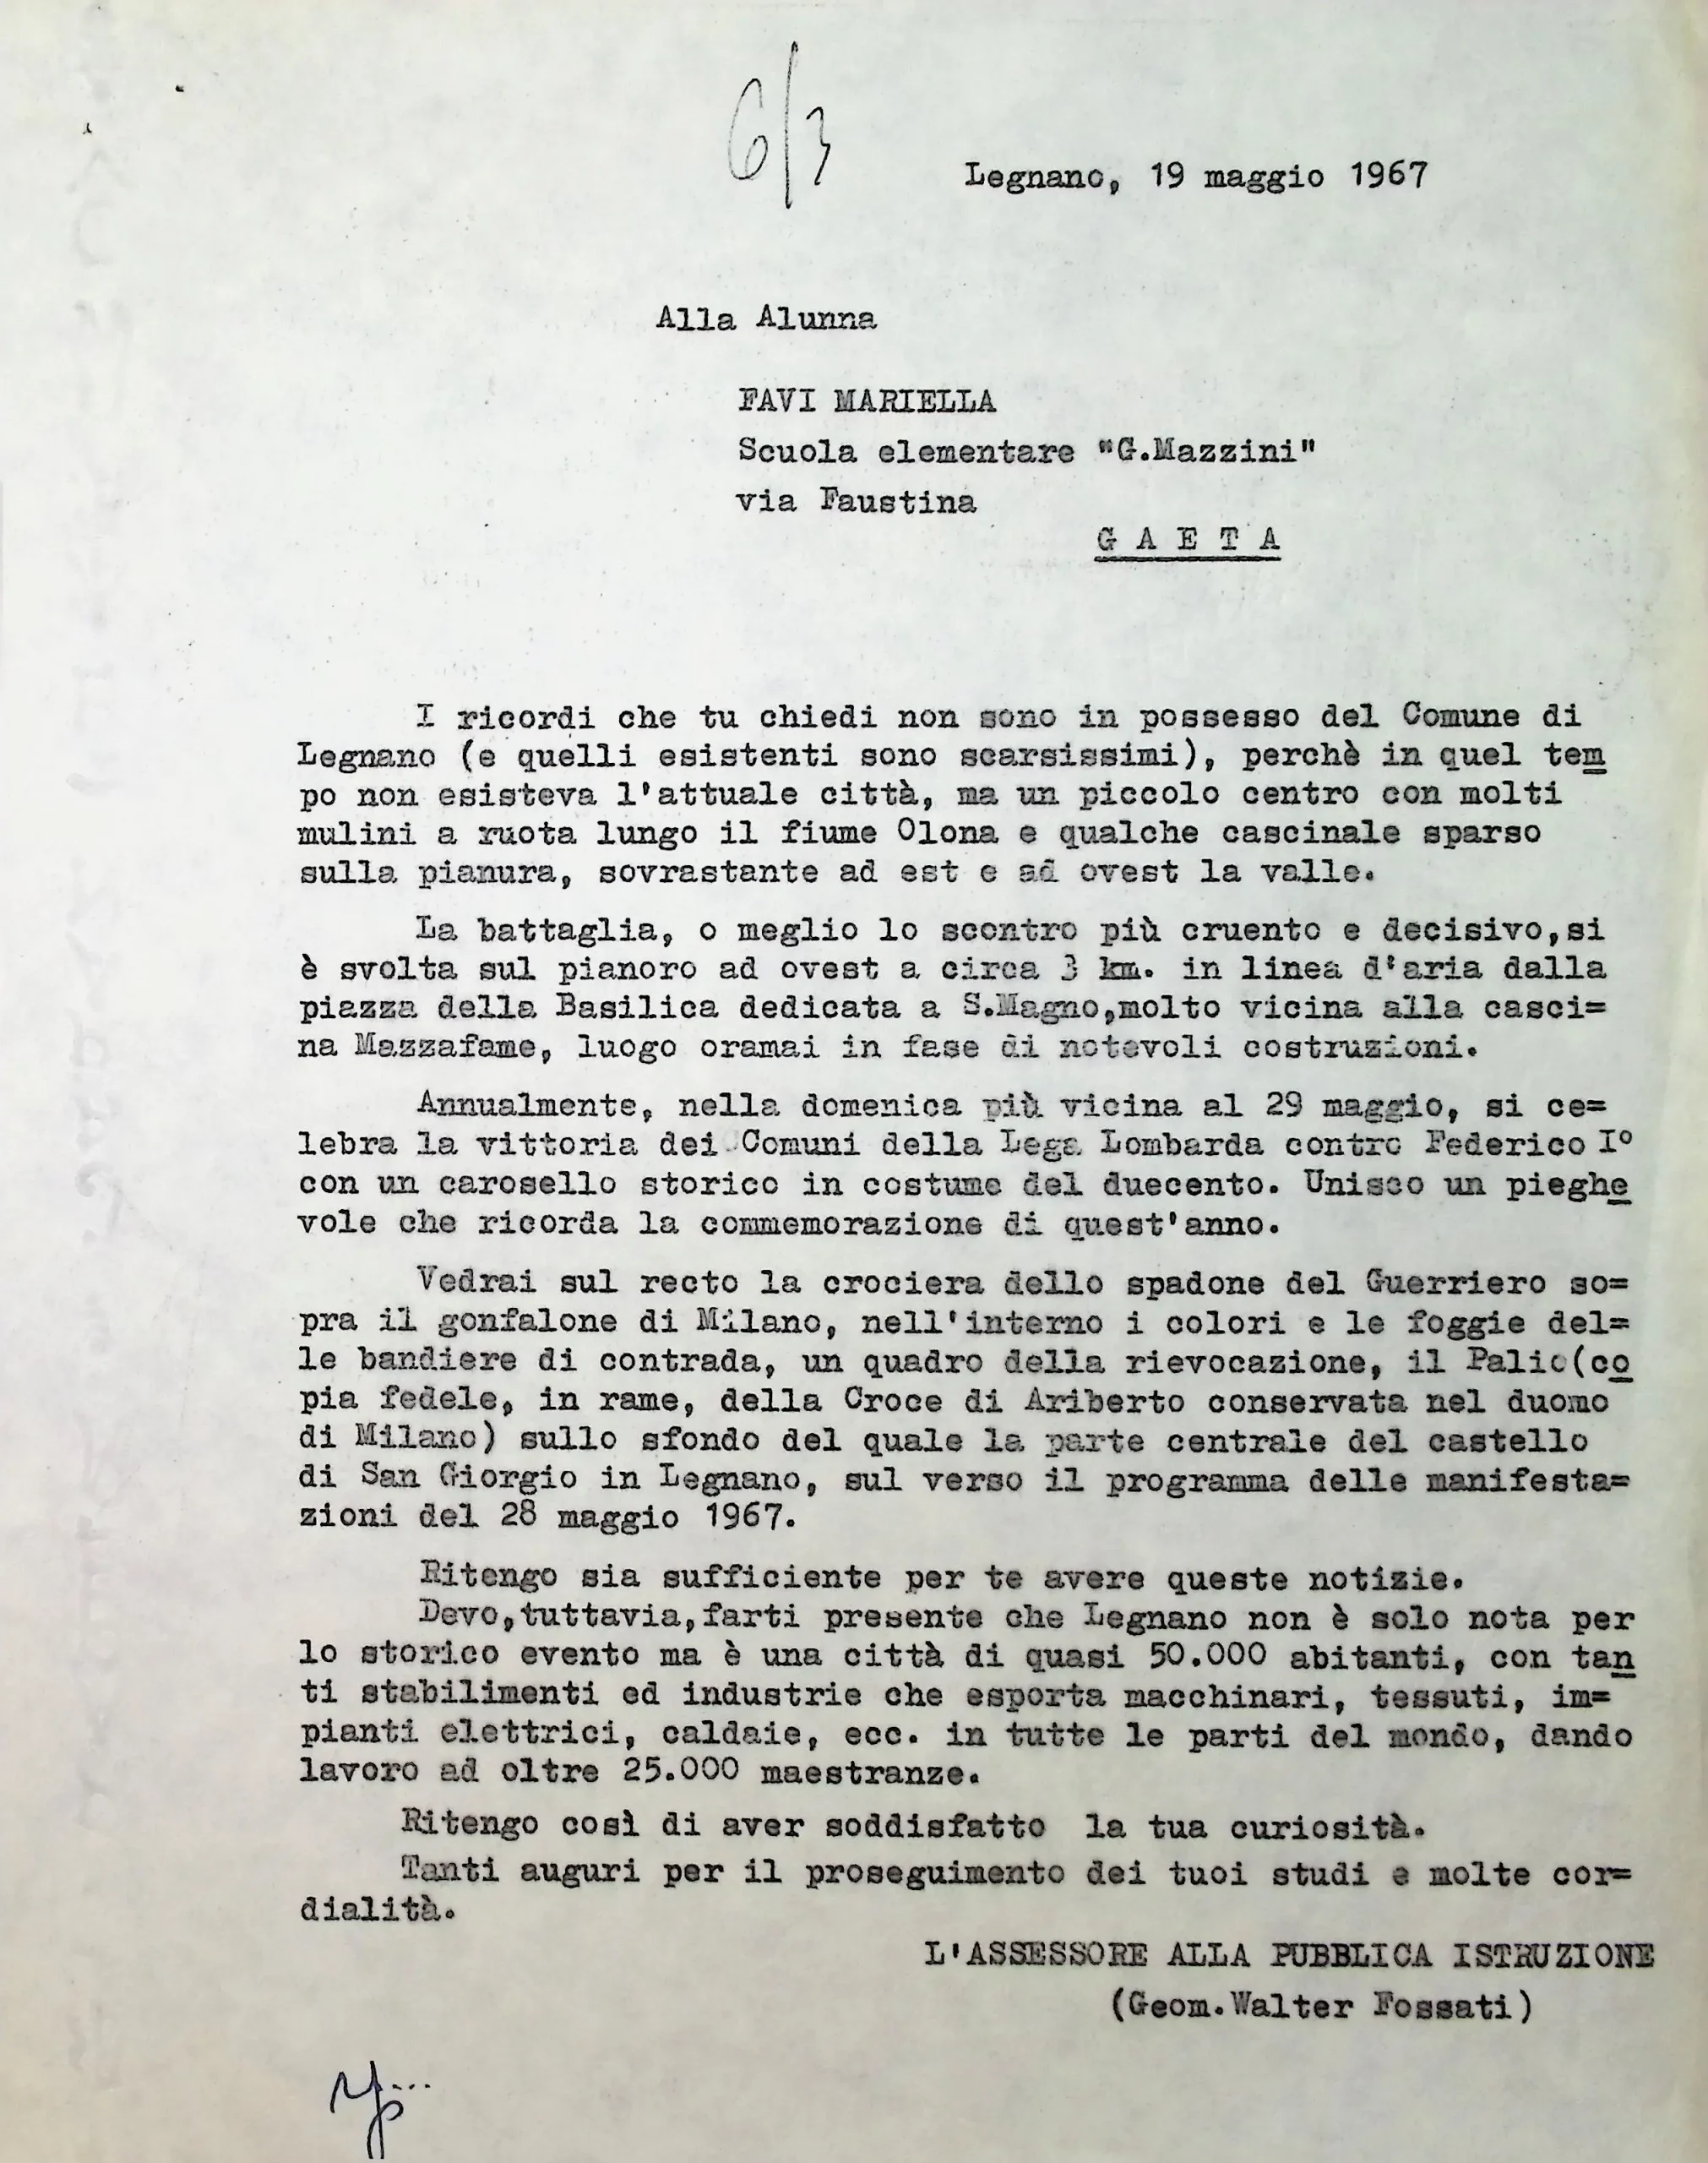 6/3
Legnano, 19 maggio 1967
Alla Alunna
FAVI MARIELLA
Scuola elementare "G.Mazzini"
via Faustina
G A E T A
I ricordi che tu chiedi non sono in possesso del Comune di
Legnano (e quelli esistenti sono scarsissimi), perchè in quel tem
po non esisteva l'attuale città, ma un piccolo centro con molti
mulini a ruota lungo il fiume Olona e qualche cascinale sparso
sulla pianura, sovrastante ad est e ad ovest la valle.
La battaglia, o meglio lo scontro più cruento e decisivo,si
è svolta sul pianoro ad ovest a circa 3 km. in linea d'aria dalla
piazza della Basilica dedicata a S.Magno,molto vicina alla casci=
na Mazzafame, luogo oramai in fase di notevoli costruzioni.
Annualmente, nella domenica più vicina al 29 maggio, si ce=
lebra la vittoria dei Comuni della Lega Lombarda contro Federico I°
con un carosello storico in costume del duecento. Unisco un pieghe
vole che ricorda la commemorazione di quest'anno.
Vedrai sul recto la crociera dello spadone del Guerriero so=
pra il gonfalone di Milano, nell'interno i colori e le foggie del=
le bandiere di contrada, un quadro della rievocazione, il Palio(co
pia fedele, in rame, della Croce di Ariberto conservata nel duomo
di Milano) sullo sfondo del quale la parte centrale del castello
di San Giorgio in Legnano, sul verso il programma delle manifesta=
zioni del 28 maggio 1967.
Ritengo sia sufficiente per te avere queste notizie.
Devo,tuttavia,farti presente che Legnano non è solo nota per
lo storico evento ma è una città di quasi 50.000 abitanti, con tan
ti stabilimenti ed industrie che esporta macchinari, tessuti, im=
pianti elettrici, caldaie, ecc. in tutte le parti del mondo, dando
lavoro ad oltre 25.000 maestranze.
Ritengo così di aver soddisfatto la tua curiosità.
Tanti auguri per il proseguimento dei tuoi studi e molte cor=
dialità.
L'ASSESSORE ALLA PUBBLICA ISTRUZIONE
(Geom.Walter Fossati)